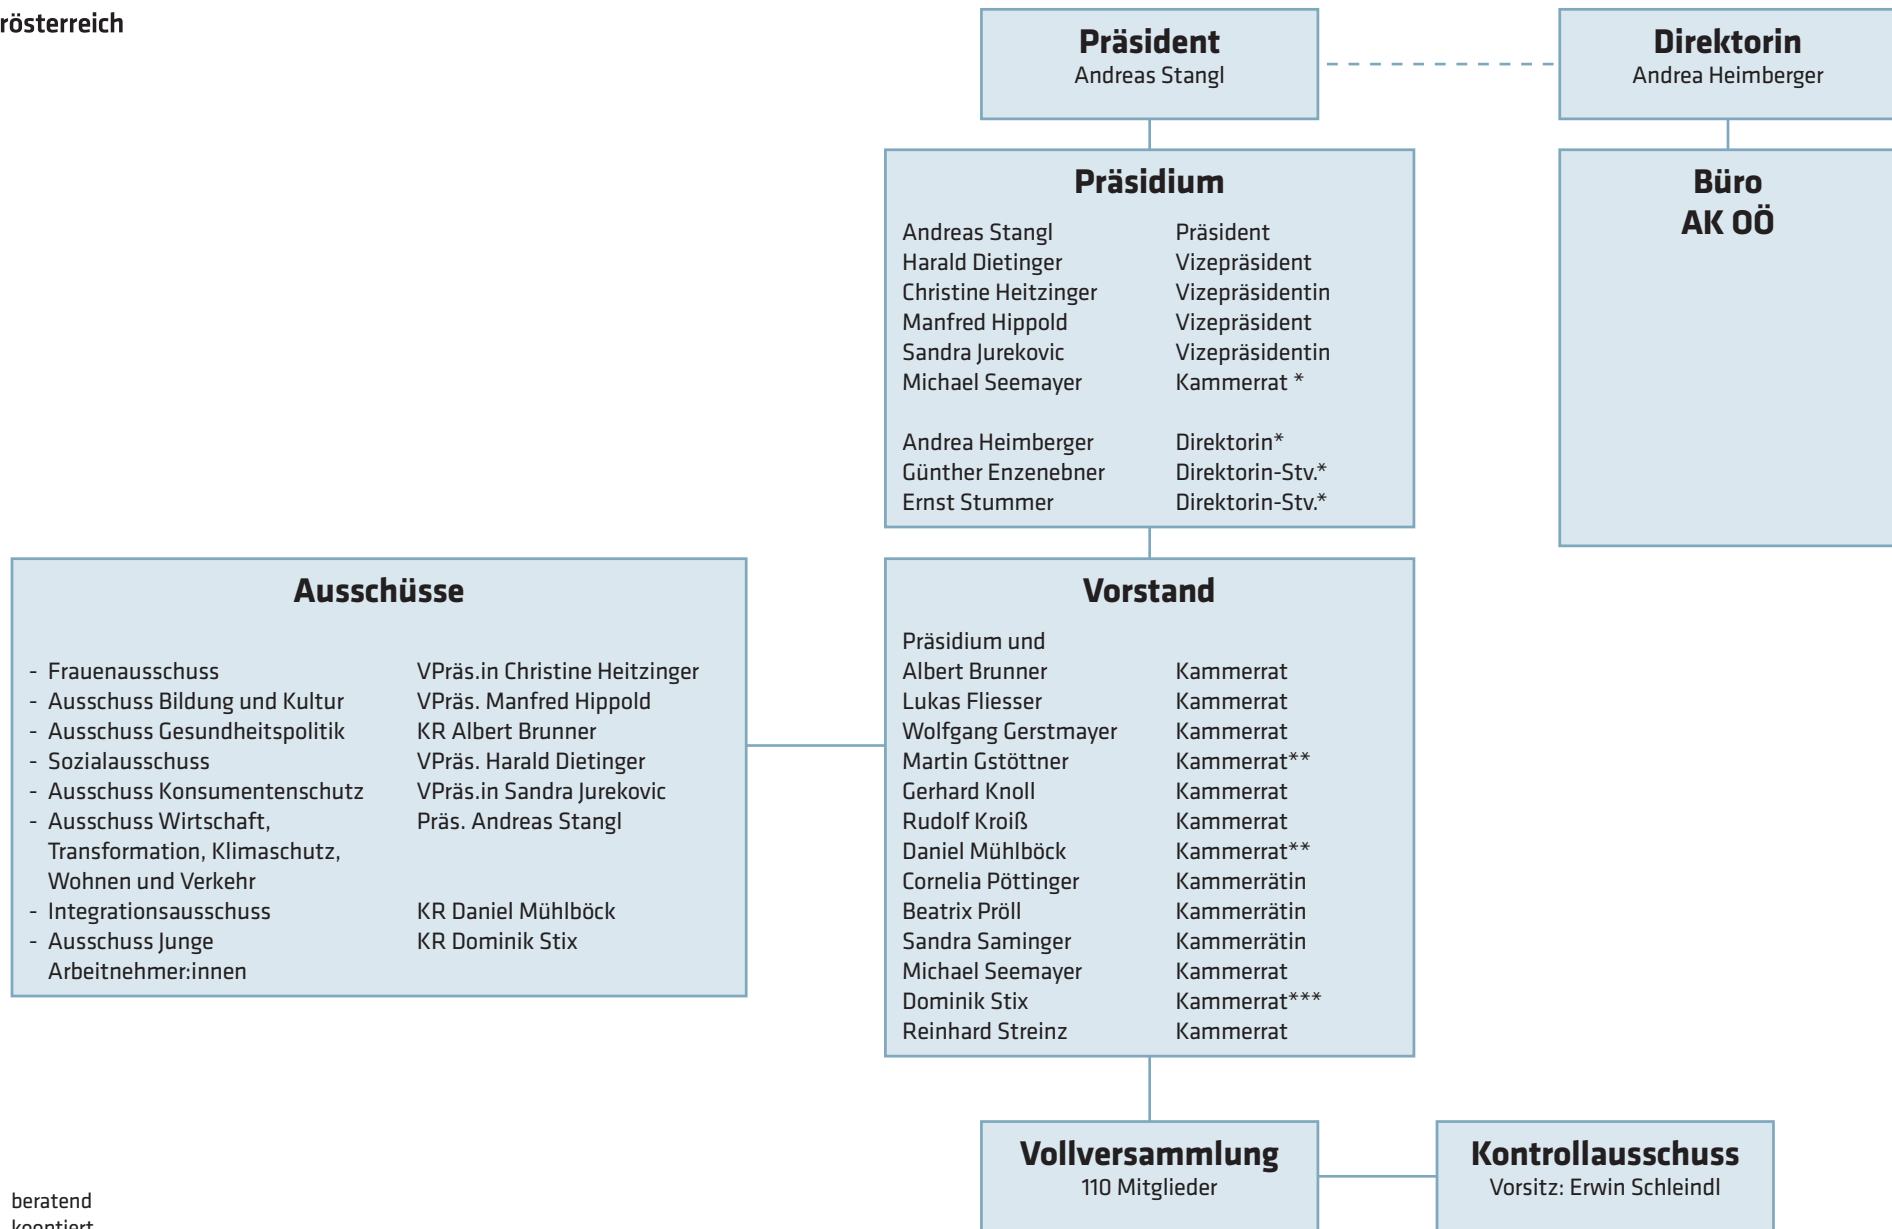 rösterreich
Präsident
Andreas Stangl
Direktorin
Andrea Heimberger
Präsidium
Andreas Stangl Präsident
Harald Dietinger Vizepräsident
Christine Heitzinger Vizepräsidentin
Manfred Hippold Vizepräsident
Sandra Jurekovic Vizepräsidentin
Michael Seemayer Kammerrat *
Andrea Heimberger Direktorin*
Günther Enzenebner Direktorin-Stv.*
Ernst Stummer Direktorin-Stv.*
Büro
AK OÖ
Ausschüsse
- Frauenausschuss VPräs.in Christine Heitzinger
- Ausschuss Bildung und Kultur VPräs. Manfred Hippold
- Ausschuss Gesundheitspolitik KR Albert Brunner
- Sozialausschuss VPräs. Harald Dietinger
- Ausschuss Konsumentenschutz VPräs.in Sandra Jurekovic
- Ausschuss Wirtschaft, Präs. Andreas Stangl
Transformation, Klimaschutz,
Wohnen und Verkehr
- Integrationsausschuss KR Daniel Mühlböck
- Ausschuss Junge KR Dominik Stix
Arbeitnehmer:innen
Vorstand
Präsidium und
Albert Brunner Kammerrat
Lukas Fliesser Kammerrat
Wolfgang Gerstmayer Kammerrat
Martin Gstöttner Kammerrat**
Gerhard Knoll Kammerrat
Rudolf Kroiß Kammerrat
Daniel Mühlböck Kammerrat**
Cornelia Pöttinger Kammerrätin
Beatrix Pröll Kammerrätin
Sandra Saminger Kammerrätin
Michael Seemayer Kammerrat
Dominik Stix Kammerrat***
Reinhard Streinz Kammerrat
Vollversammlung
110 Mitglieder
Kontrollausschuss
Vorsitz: Erwin Schleindl
beratend
kooptiert